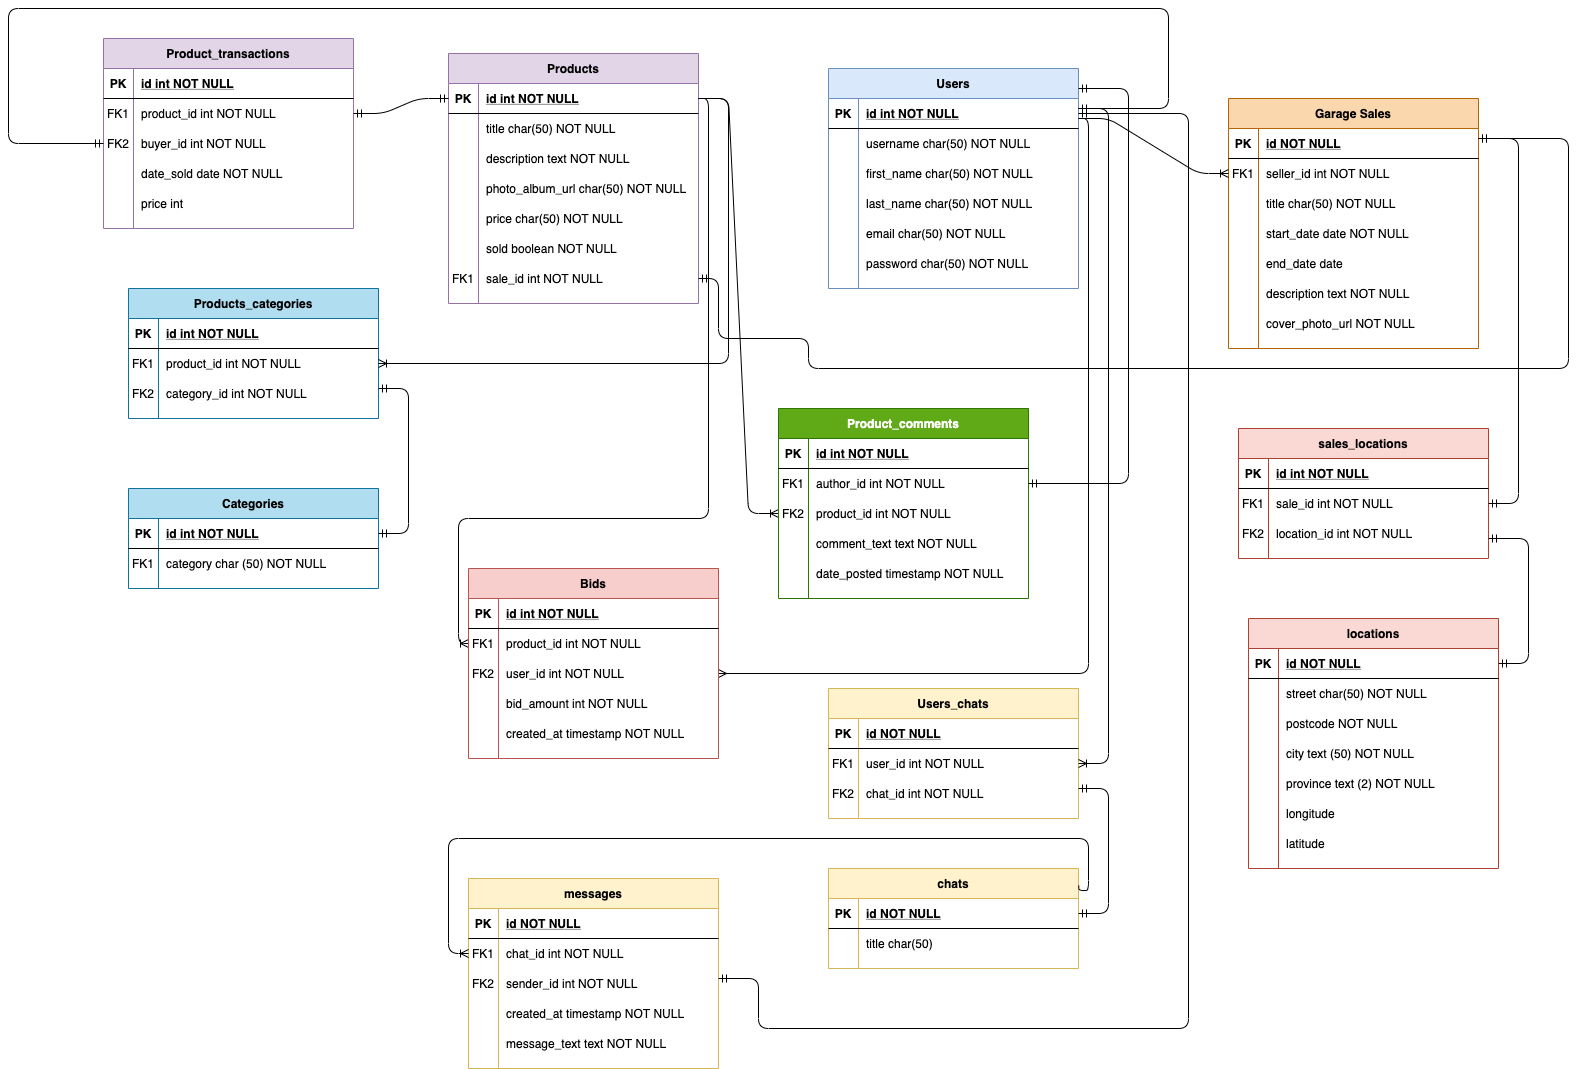 Product_transactions
PK id int NOT NULL
FK1 product_id int NOT NULL
FK2 buyer_id int NOT NULL
date_sold date NOT NULL
price int
Products
PK id int NOT NULL
title char(50) NOT NULL
description text NOT NULL
photo_album_url char(50) NOT NULL
price char(50) NOT NULL
sold boolean NOT NULL
FK1 sale_id int NOT NULL
Users
PK id int NOT NULL
username char(50) NOT NULL
first_name char(50) NOT NULL
last_name char(50) NOT NULL
email char(50) NOT NULL
password char(50) NOT NULL
Garage Sales
PK id NOT NULL
FK1 seller_id int NOT NULL
title char(50) NOT NULL
start_date date NOT NULL
end_date date
description text NOT NULL
cover_photo_url NOT NULL
Products_categories
PK id int NOT NULL
FK1 product_id int NOT NULL
FK2 category_id int NOT NULL
Product_comments
PK id int NOT NULL
FK1 author_id int NOT NULL
FK2 product_id int NOT NULL
comment_text text NOT NULL
date_posted timestamp NOT NULL
sales_locations
PK id int NOT NULL
FK1 sale_id int NOT NULL
FK2 location_id int NOT NULL
Categories
PK id int NOT NULL
FK1 category char (50) NOT NULL
Bids
PK id int NOT NULL
FK1 product_id int NOT NULL
FK2 user_id int NOT NULL
bid_amount int NOT NULL
created_at timestamp NOT NULL
locations
PK id NOT NULL
street char(50) NOT NULL
postcode NOT NULL
city text (50) NOT NULL
province text (2) NOT NULL
longitude
latitude
Users_chats
PK id NOT NULL
FK1 user_id int NOT NULL
FK2 chat_id int NOT NULL
messages
PK id NOT NULL
FK1 chat_id int NOT NULL
FK2 sender_id int NOT NULL
created_at timestamp NOT NULL
message_text text NOT NULL
chats
PK id NOT NULL
title char(50)